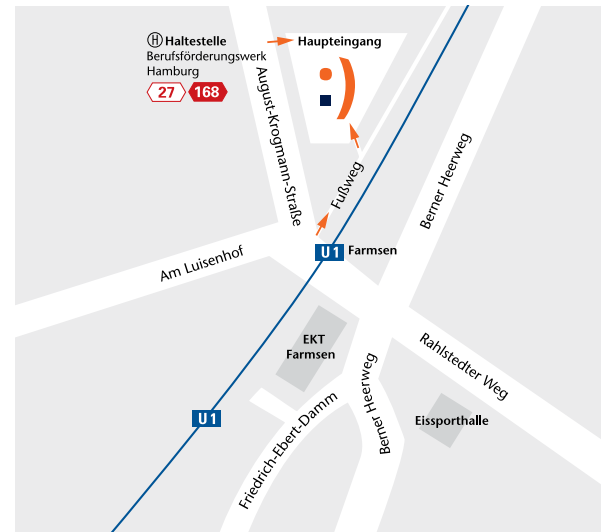 H Haltestelle
Berufsförderungswerk
Hamburg
27 168
Haupteingang
August-Krogmann-Straße
Fußweg
Berner Heerweg
Am Luisenhof
U1 Farmsen
EKT
Farmsen
Rahlstedter Weg
Berner Heerweg
Friedrich-Ebert-Damm
Eissporthalle
U1